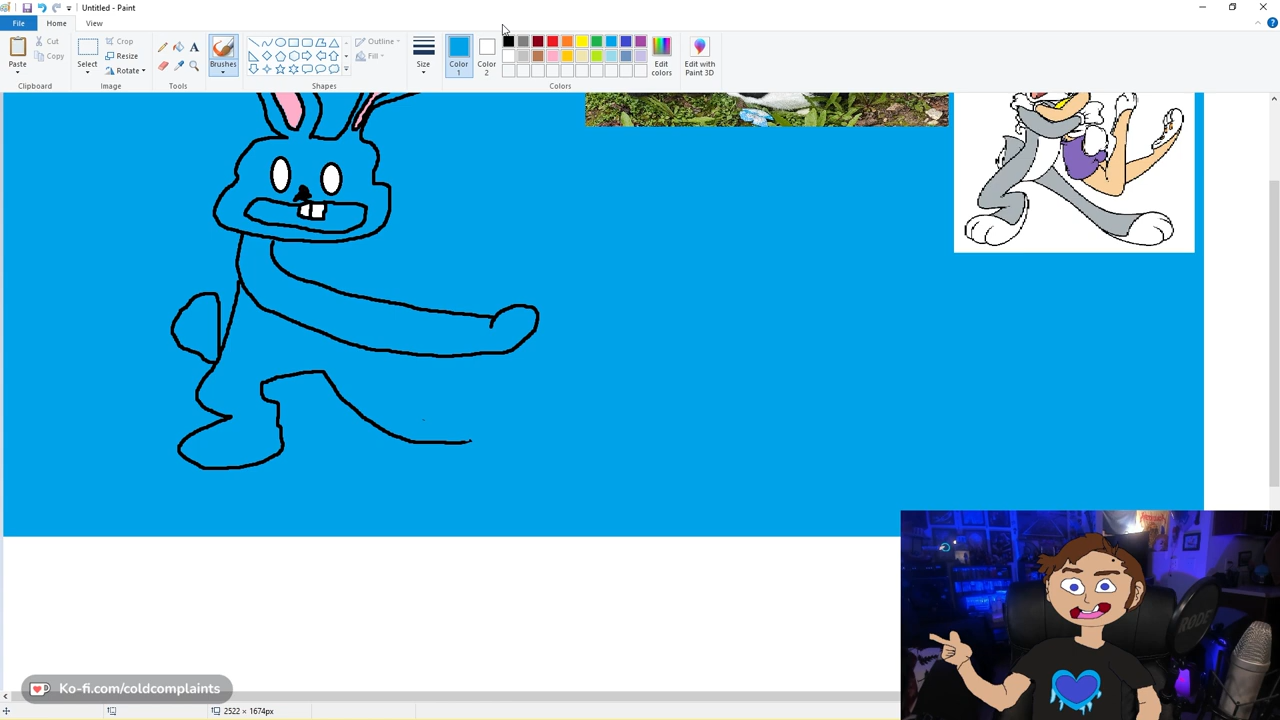 Untitled - Paint
File
Home
View
Paste
Cut
Copy
Clipboard
Select
Crop
Resize
Rotate
Image
Tools
Brushes
Shapes
Outline
Fill
Size
Color
1
Color
2
Colors
Edit
colors
Edit with
Paint 3D
RODE
Ko-fi.com/coldcomplaints
2522 × 1674px